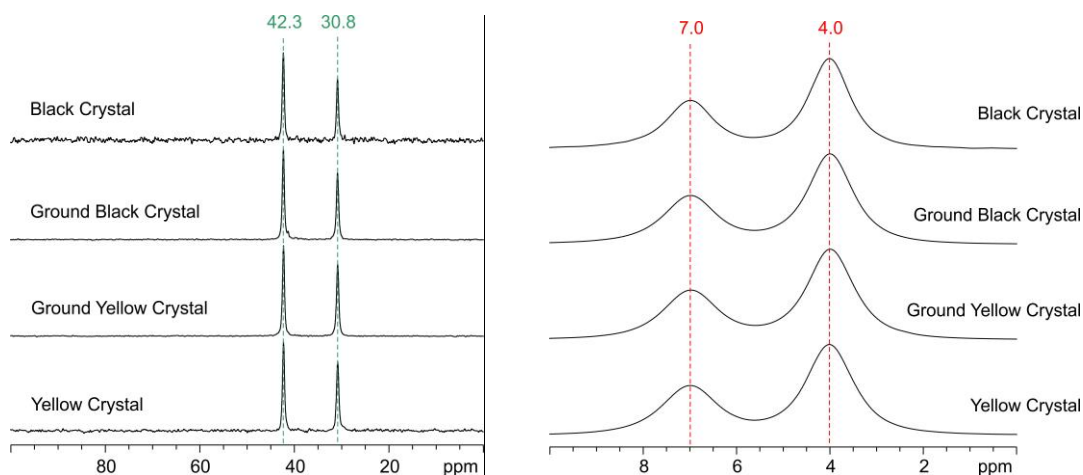 42.3 30.8
Black Crystal
Ground Black Crystal
Ground Yellow Crystal
Yellow Crystal
80 60 40 20 ppm
7.0 4.0
Black Crystal
Ground Black Crystal
Ground Yellow Crystal
Yellow Crystal
8 6 4 2 ppm